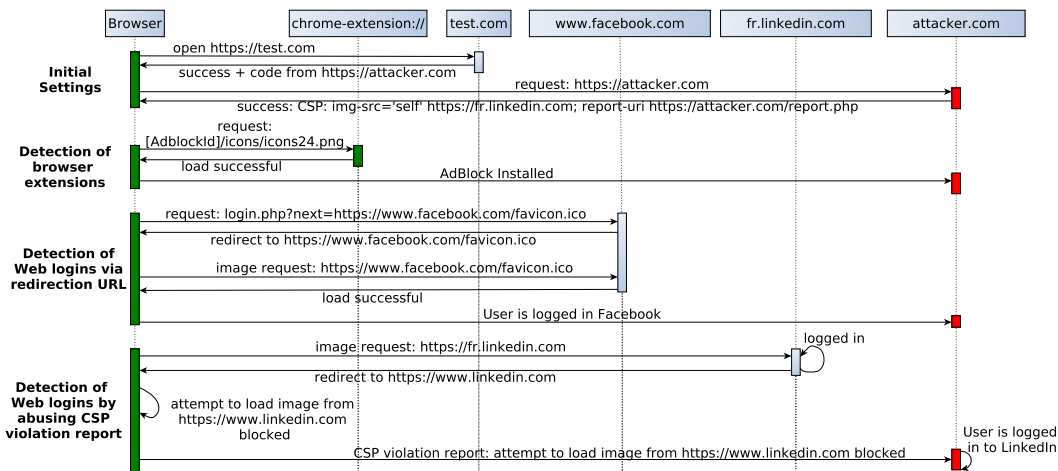 Browser
chrome-extension://
test.com
www.facebook.com
fr.linkedin.com
attacker.com
Initial
Settings
open https://test.com
success + code from https://attacker.com
request: https://attacker.com
success: CSP: img-src='self' https://fr.linkedin.com; report-uri https://attacker.com/report.php
Detection of
browser
extensions
request:
[AdblockId]/icons/icons24.png
load successful
AdBlock Installed
Detection of
Web logins via
redirection URL
request: login.php?next=https://www.facebook.com/favicon.ico
redirect to https://www.facebook.com/favicon.ico
image request: https://www.facebook.com/favicon.ico
load successful
User is logged in Facebook
Detection of
Web logins by
abusing CSP
violation report
image request: https://fr.linkedin.com
logged in
redirect to https://www.linkedin.com
attempt to load image from
https://www.linkedin.com
blocked
CSP violation report: attempt to load image from https://www.linkedin.com blocked
User is logged
in to LinkedIn